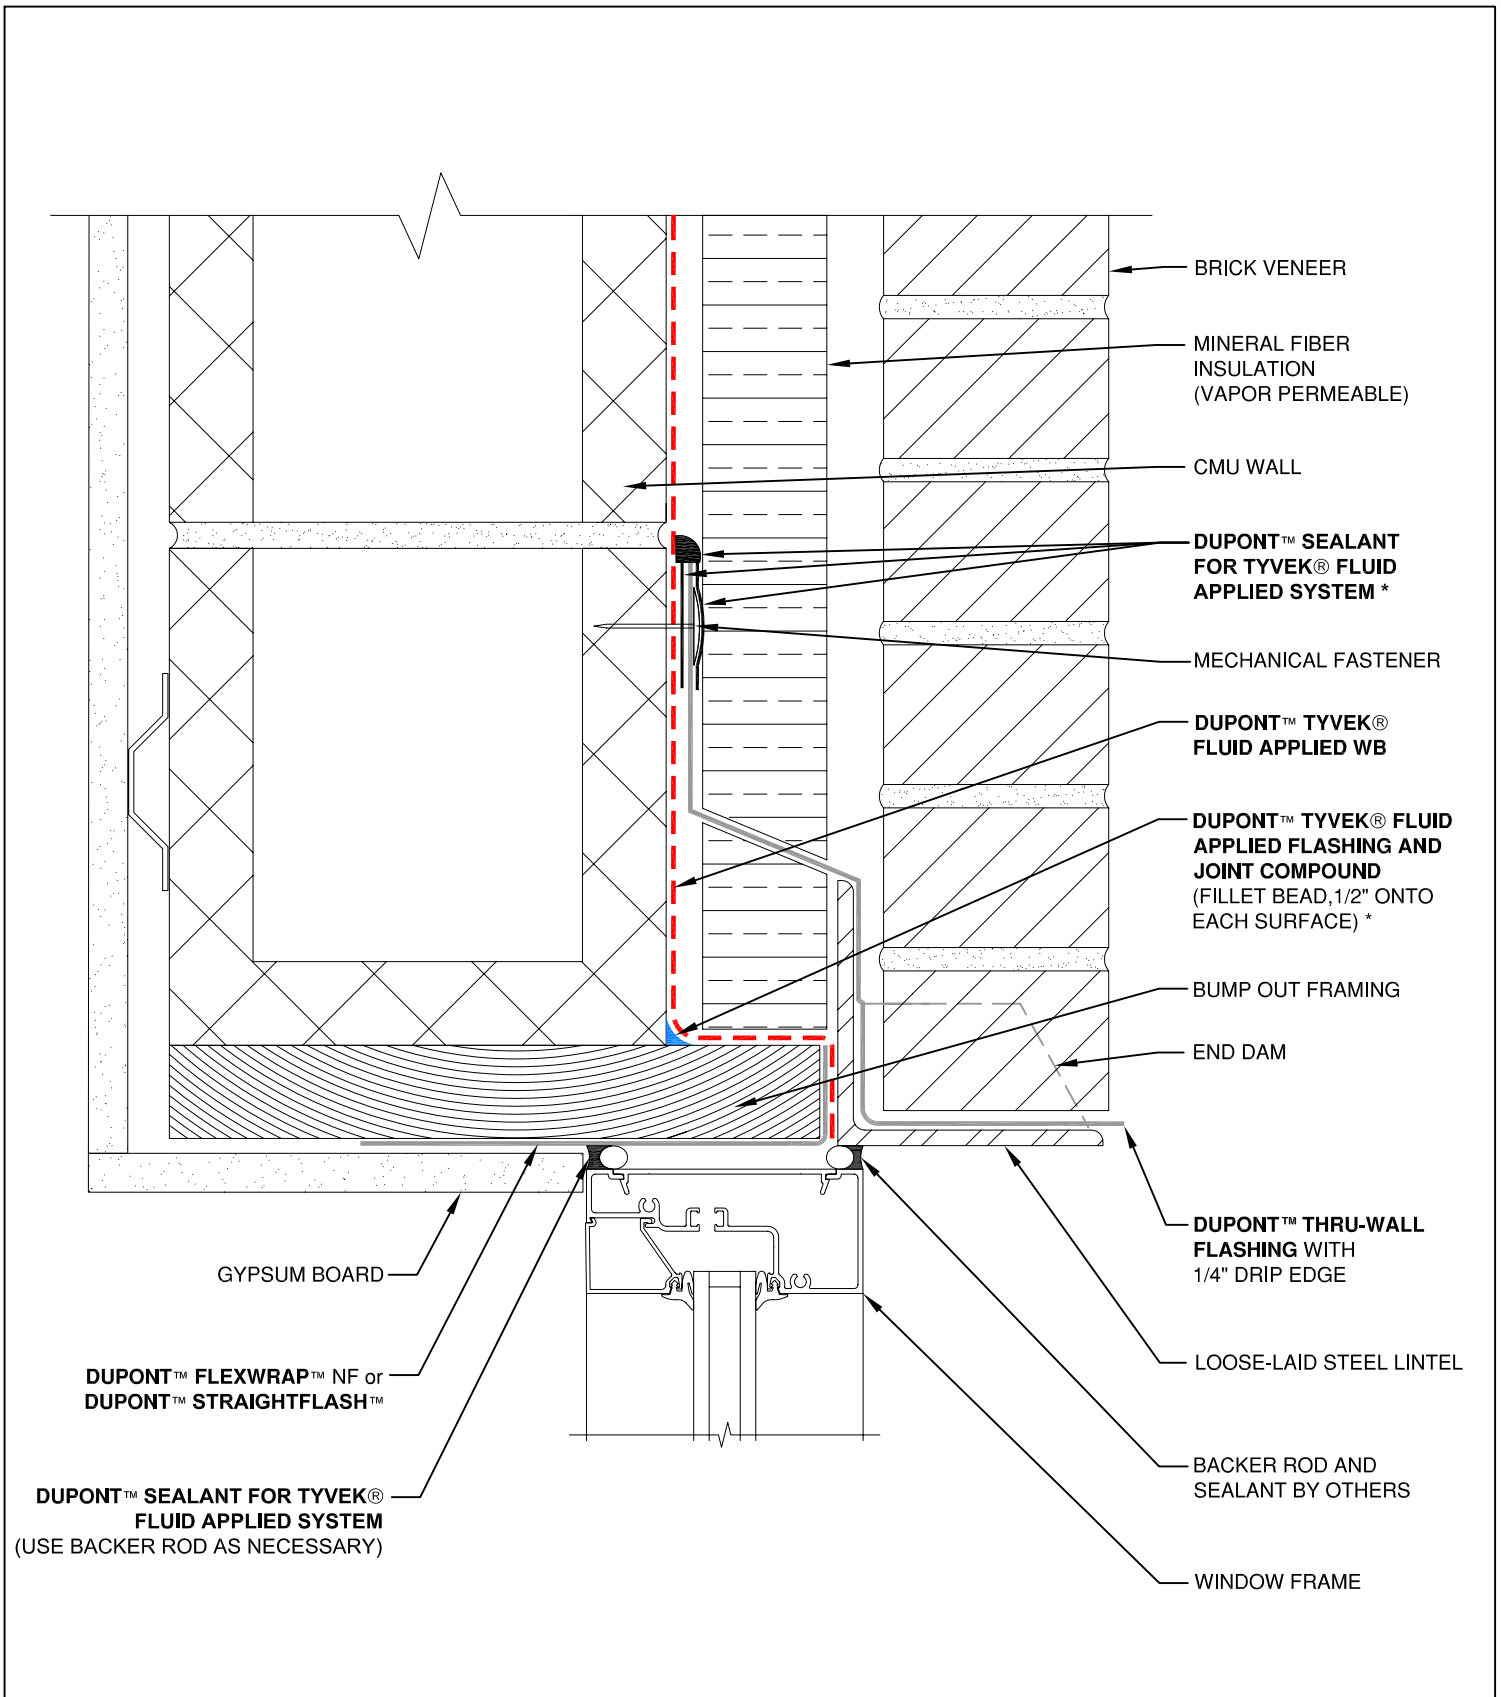 BRICK VENEER
MINERAL FIBER
INSULATION
(VAPOR PERMEABLE)
CMU WALL
DUPONT™ SEALANT
FOR TYVEK® FLUID
APPLIED SYSTEM *
MECHANICAL FASTENER
DUPONT™ TYVEK®
FLUID APPLIED WB
DUPONT™ TYVEK® FLUID
APPLIED FLASHING AND
JOINT COMPOUND
(FILLET BEAD,1/2" ONTO
EACH SURFACE) *
BUMP OUT FRAMING
END DAM
DUPONT™ THRU-WALL
FLASHING WITH
1/4" DRIP EDGE
LOOSE-LAID STEEL LINTEL
BACKER ROD AND
SEALANT BY OTHERS
WINDOW FRAME
GYPSUM BOARD
DUPONT™ FLEXWRAP™ NF or
DUPONT™ STRAIGHTFLASH™
DUPONT™ SEALANT FOR TYVEK®
FLUID APPLIED SYSTEM
(USE BACKER ROD AS NECESSARY)